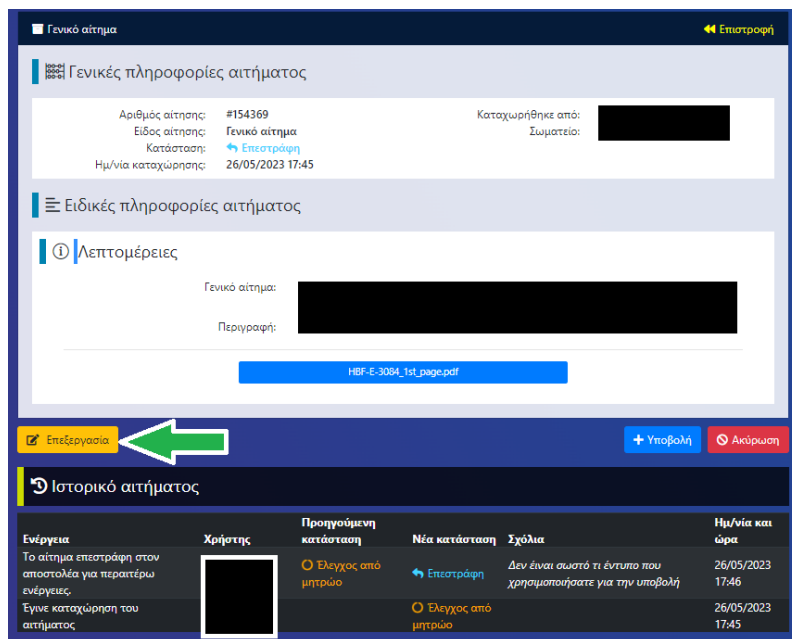 Γενικό αίτημα
Επιστροφή
Γενικές πληροφορίες αιτήματος
Αριθμός αίτησης: #154369
Καταχωρήθηκε από:
Είδος αίτησης: Γενικό αίτημα
Σωματείο:
Κατάσταση: Επεστράφη
Ημ/νία καταχώρησης: 26/05/2023 17:45
Ειδικές πληροφορίες αιτήματος
Λεπτομέρειες
Γενικό αίτημα:
Περιγραφή:
HBF-E-3084_1st_page.pdf
Επεξεργασία
Υποβολή
Ακύρωση
Ιστορικό αιτήματος
Προηγούμενη Ημ/νία και
Ενέργεια Χρήστης κατάσταση Νέα κατάσταση Σχόλια ώρα
Το αίτημα επεστράφη στον
αποστολέα για περαιτέρω
ενέργειες.
Έλεγχος από
μητρώο
Επεστράφη
Δεν έιναι σωστό τι έντυπο που
χρησιμοποιήσατε για την υποβολή
26/05/2023
17:46
Έγινε καταχώρηση του
αιτήματος
Έλεγχος από
μητρώο
26/05/2023
17:45